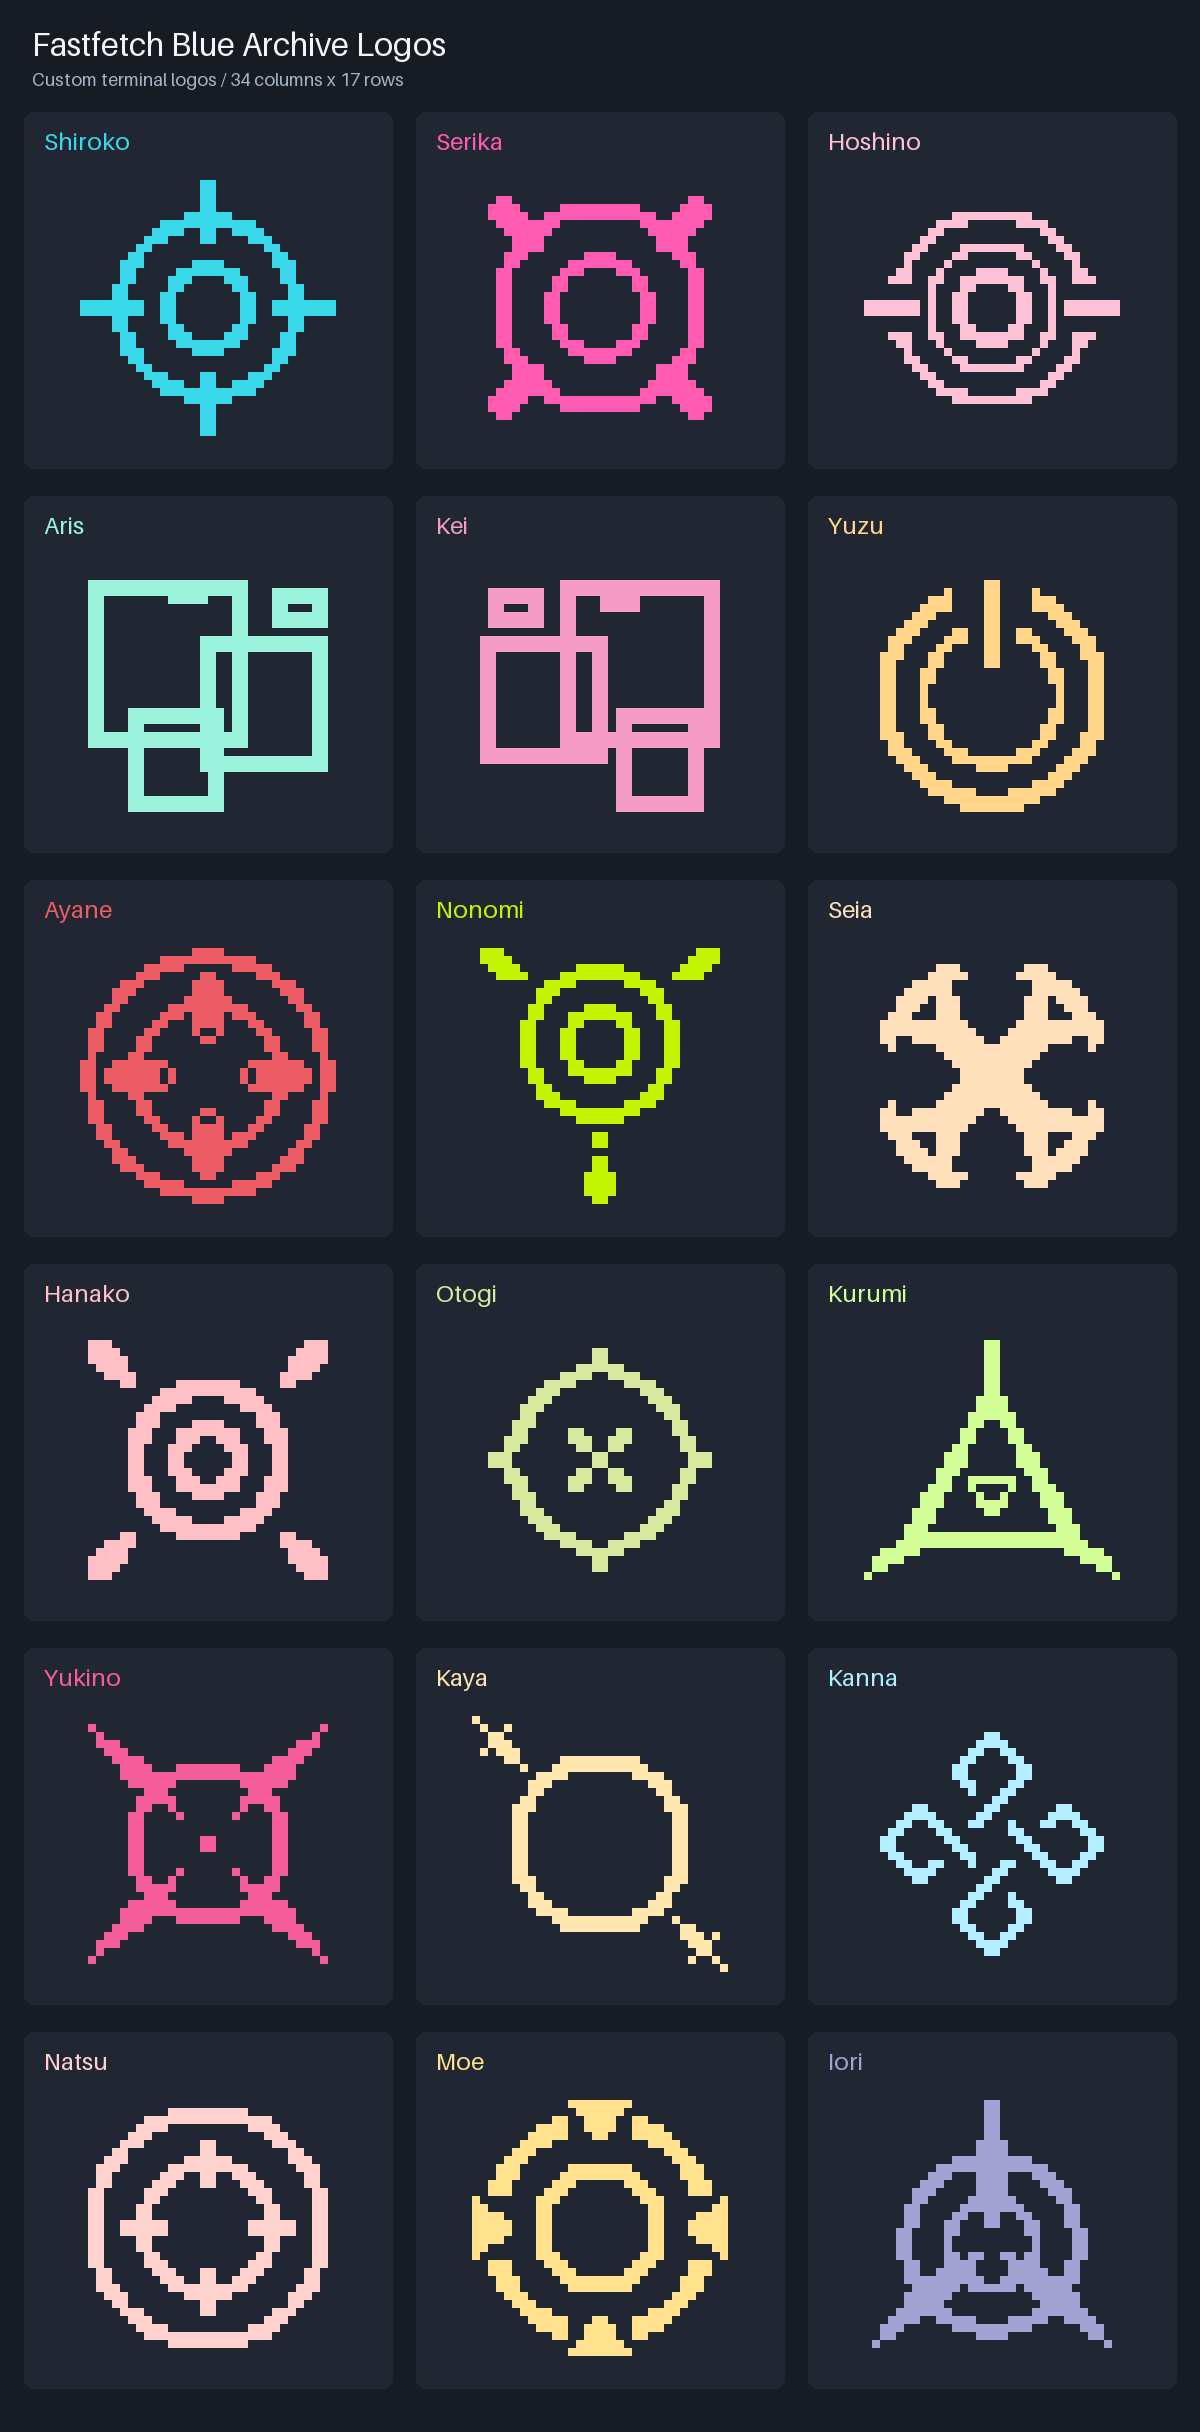 Fastfetch Blue Archive Logos
Custom terminal logos / 34 columns x 17 rows
Shiroko
Serika
Hoshino
Aris
Kei
Yuzu
Ayane
Nonomi
Seia
Hanako
Otogi
Kurumi
Yukino
Kaya
Kanna
Natsu
Moe
Iori